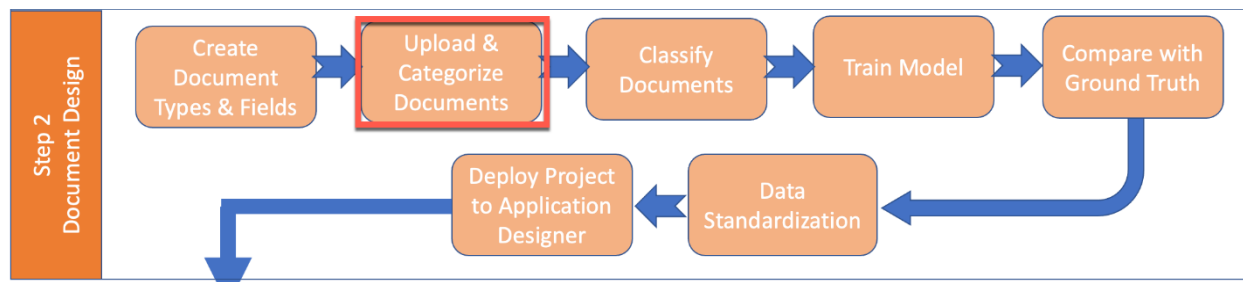 Step 2
Document Design
Create
Document
Types & Fields
Upload &
Categorize
Documents
Classify
Documents
Train Model
Compare with
Ground Truth
Data
Standardization
Deploy Project
to Application
Designer